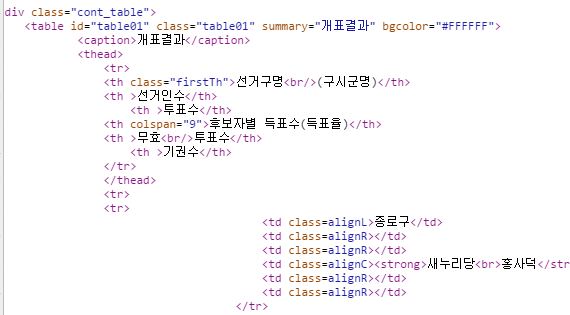 div class="cont_table">
<table id="table01" class="table01" summary="개표결과" bgcolor="#FFFFFF">
<caption>개표결과</caption>
<thead>
<tr>
<th class="firstTh">선거구명<br/>(구시군명)</th>
<th >선거인수</th>
<th >투표수</th>
<th colspan="9">후보자별 득표수(득표율)</th>
<th >무효<br/>투표수</th>
<th >기권수</th>
</tr>
</thead>
<tr>
<tr>
<td class=alignL>종로구</td>
<td class=alignR></td>
<td class=alignR></td>
<td class=alignC><strong>새누리당<br>홍사덕</str
<td class=alignR></td>
<td class=alignR></td>
</tr>